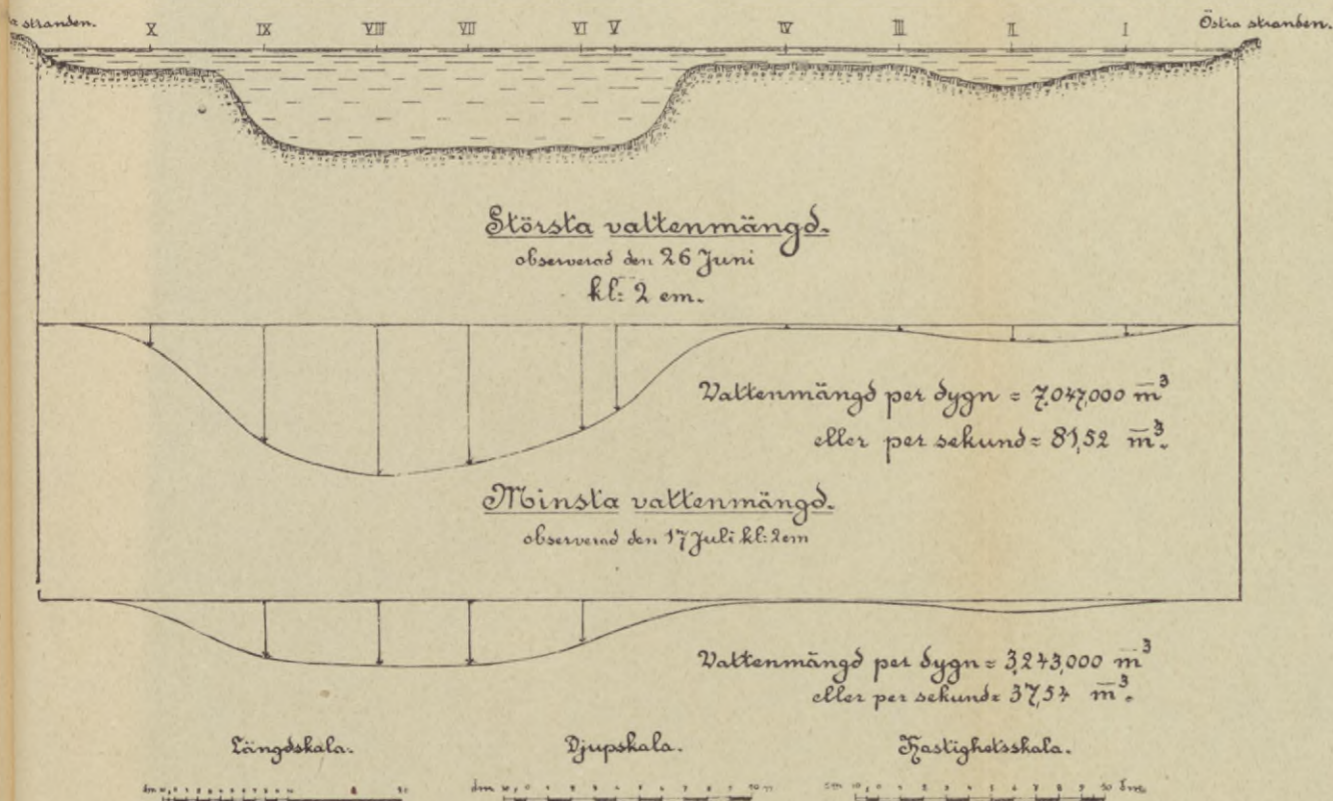 stranden. X IX VIII VII VI V IV III II I Östra stranden.
Största vattenmängd.
observerad den 26 Juni
kl: 2 em.
Vattenmängd per dygn = 7,047,000 m³
eller per sekund = 81,52 m³.
Minsta vattenmängd.
observerad den 17 Juli kl: 2 em
Vattenmängd per dygn = 3,243,000 m³
eller per sekund = 37,54 m³.
Längdskala. Djupskala. Hastighetsskala.